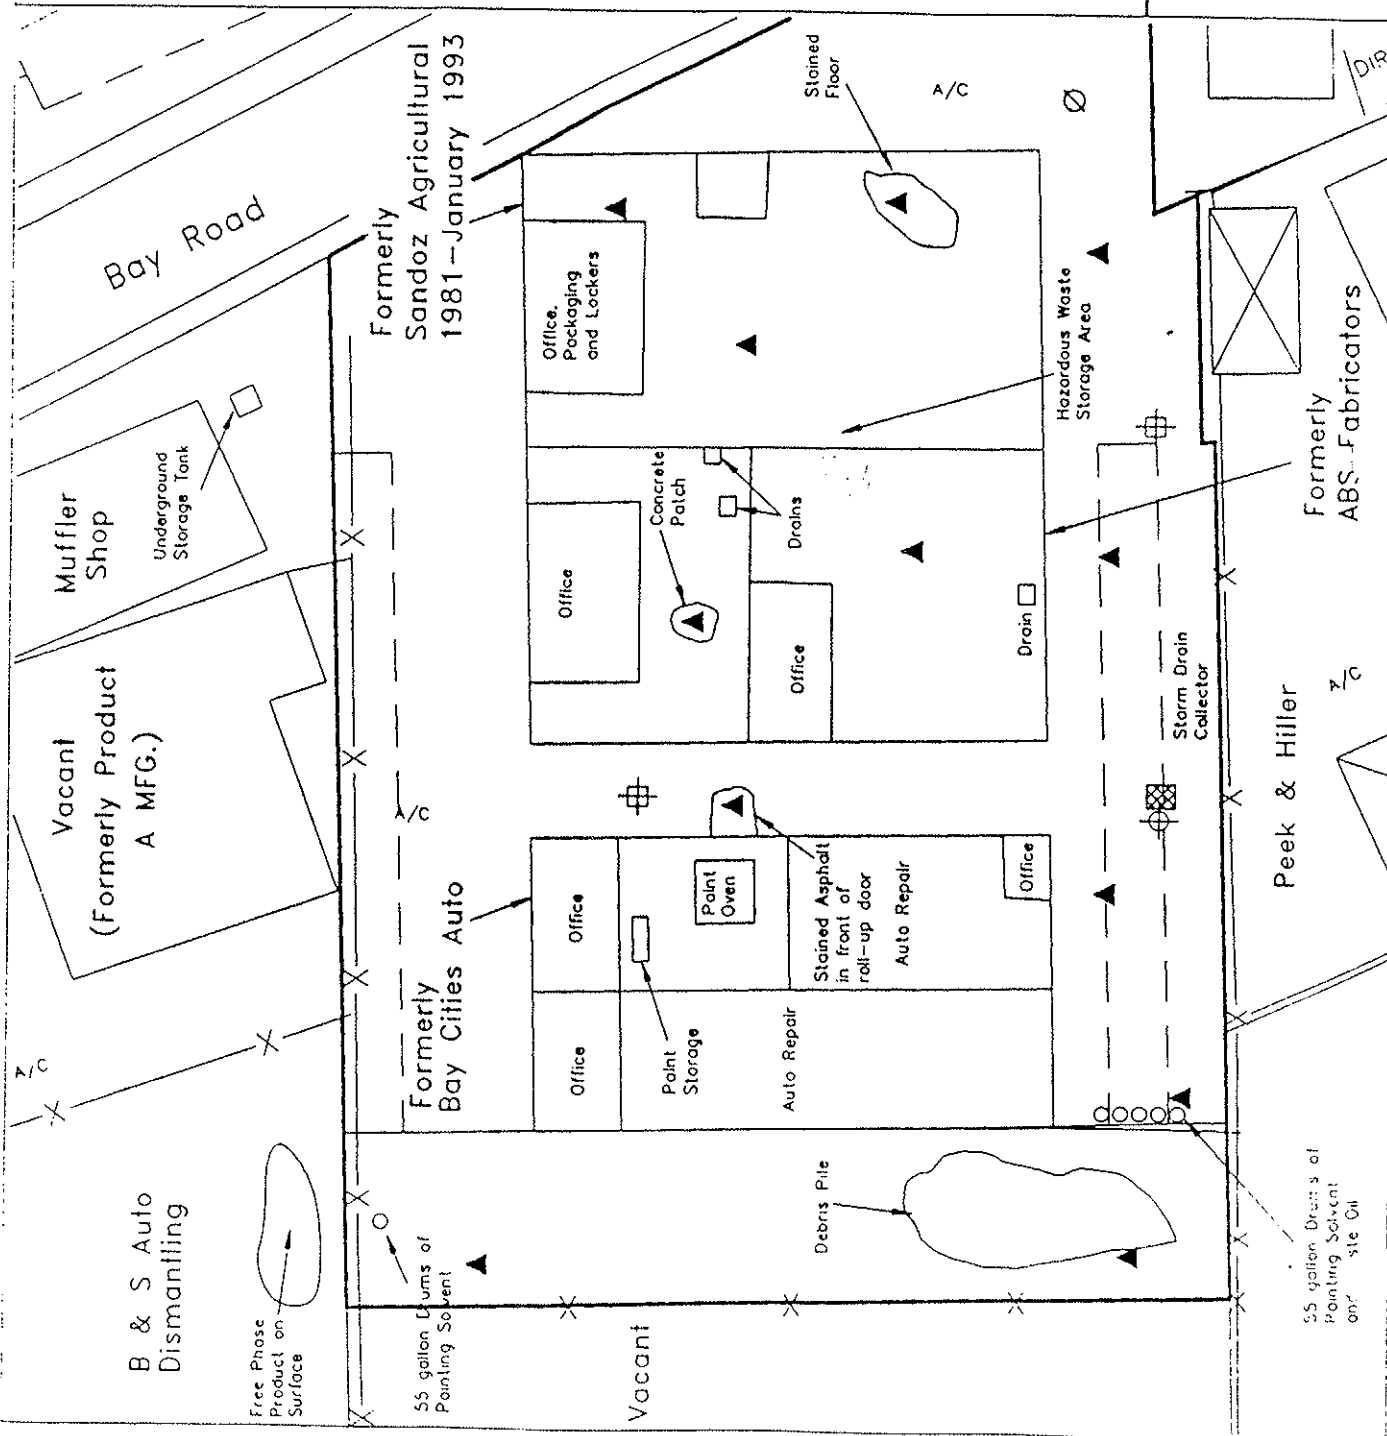 Bay Road
Formerly
Sandoz Agricultural
1981-January 1993
Stained
Floor
A/C
DIR
Muffler
Shop
Underground
Storage Tank
Office,
Packaging
and Lockers
Hazardous Waste
Storage Area
Formerly
ABS Fabricators
Vacant
(Formerly Product
A MFG.)
Office
Concrete
Patch
Drains
Office
Drain
Storm Drain
Collector
Peek & Hiller
A/C
A/C
A/C
Formerly
Bay Cities Auto
Office
Office
Paint
Oven
Paint
Storage
Stained Asphalt
in front of
roll-up door
Auto Repair
Office
Auto Repair
B & S Auto
Dismantling
Free Phase
Product on
Surface
55 gallon Drums of
Painting Solvent
Vacant
Debris Pile
55 gallon Drums of
Painting Solvent
and Oil